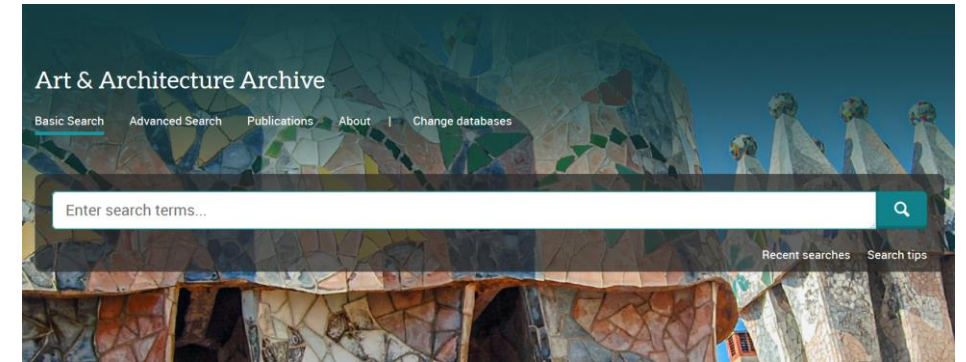 Art & Architecture Archive
Basic Search Advanced Search Publications About | Change databases
Enter search terms...
Recent searches Search tips